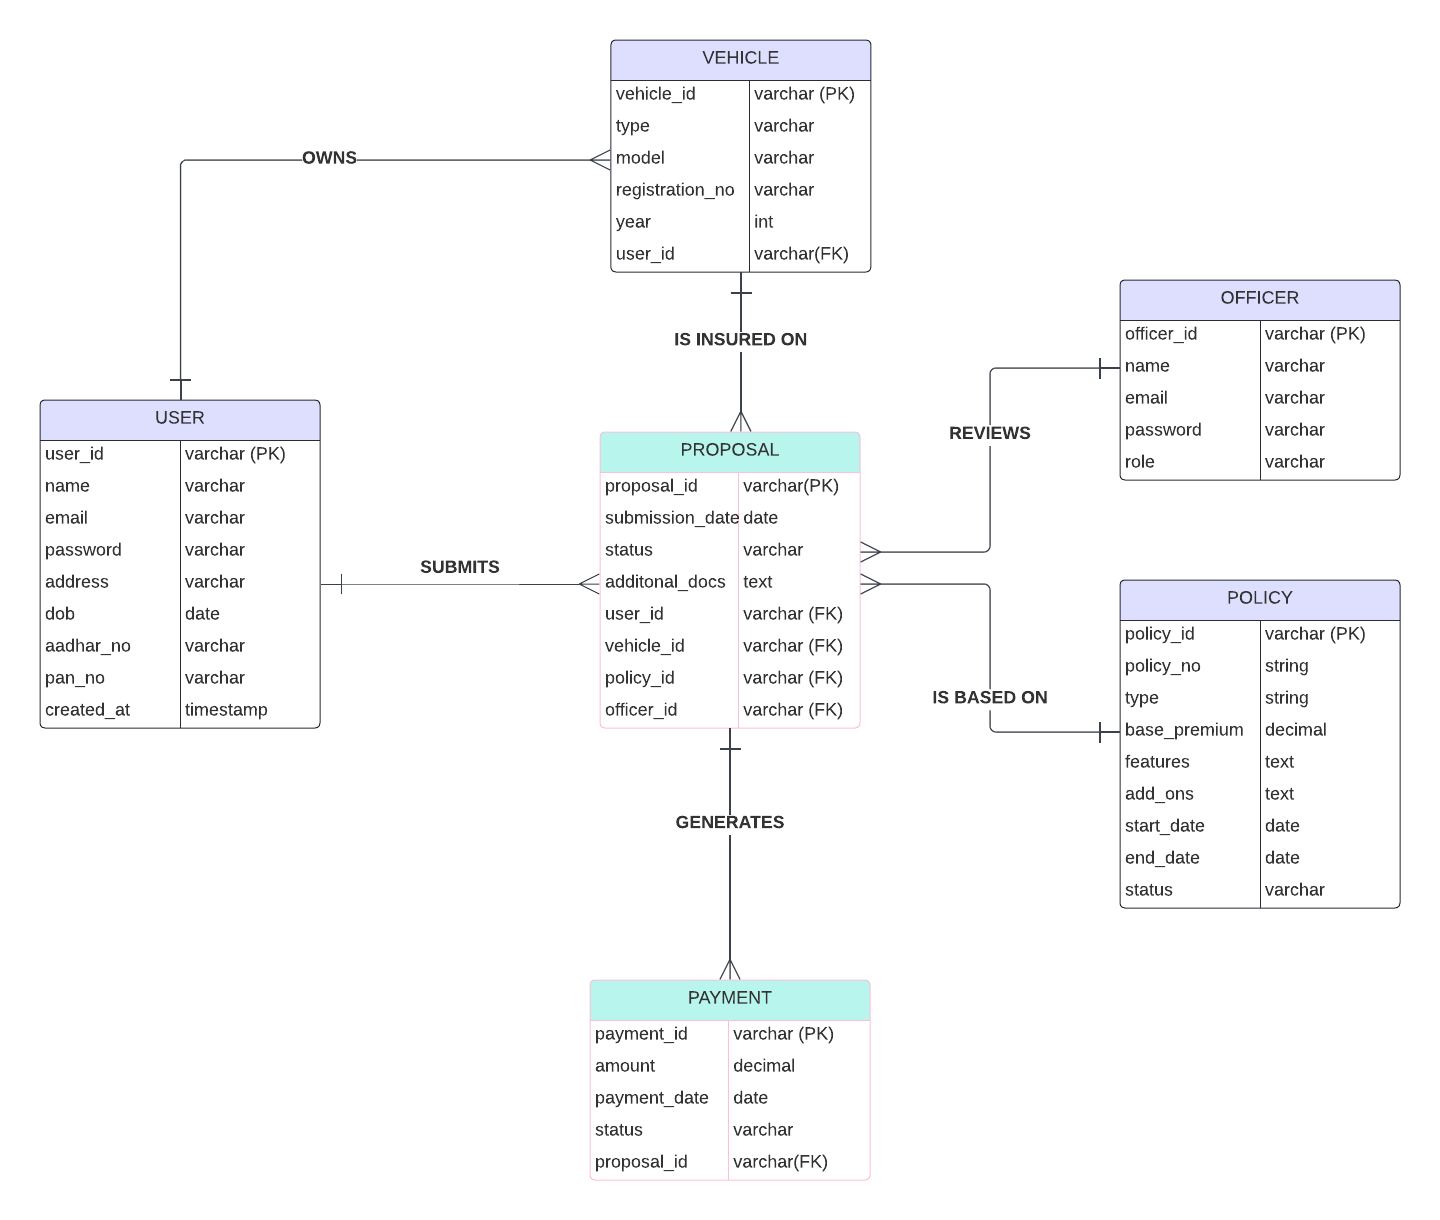 VEHICLE
vehicle_id varchar (PK)
type varchar
model varchar
registration_no varchar
year int
user_id varchar(FK)
OWNS
IS INSURED ON
USER
user_id varchar (PK)
name varchar
email varchar
password varchar
address varchar
dob date
aadhar_no varchar
pan_no varchar
created_at timestamp
SUBMITS
PROPOSAL
proposal_id varchar(PK)
submission_date date
status varchar
additonal_docs text
user_id varchar (FK)
vehicle_id varchar (FK)
policy_id varchar (FK)
officer_id varchar (FK)
REVIEWS
OFFICER
officer_id varchar (PK)
name varchar
email varchar
password varchar
role varchar
IS BASED ON
POLICY
policy_id varchar (PK)
policy_no string
type string
base_premium decimal
features text
add_ons text
start_date date
end_date date
status varchar
GENERATES
PAYMENT
payment_id varchar (PK)
amount decimal
payment_date date
status varchar
proposal_id varchar(FK)